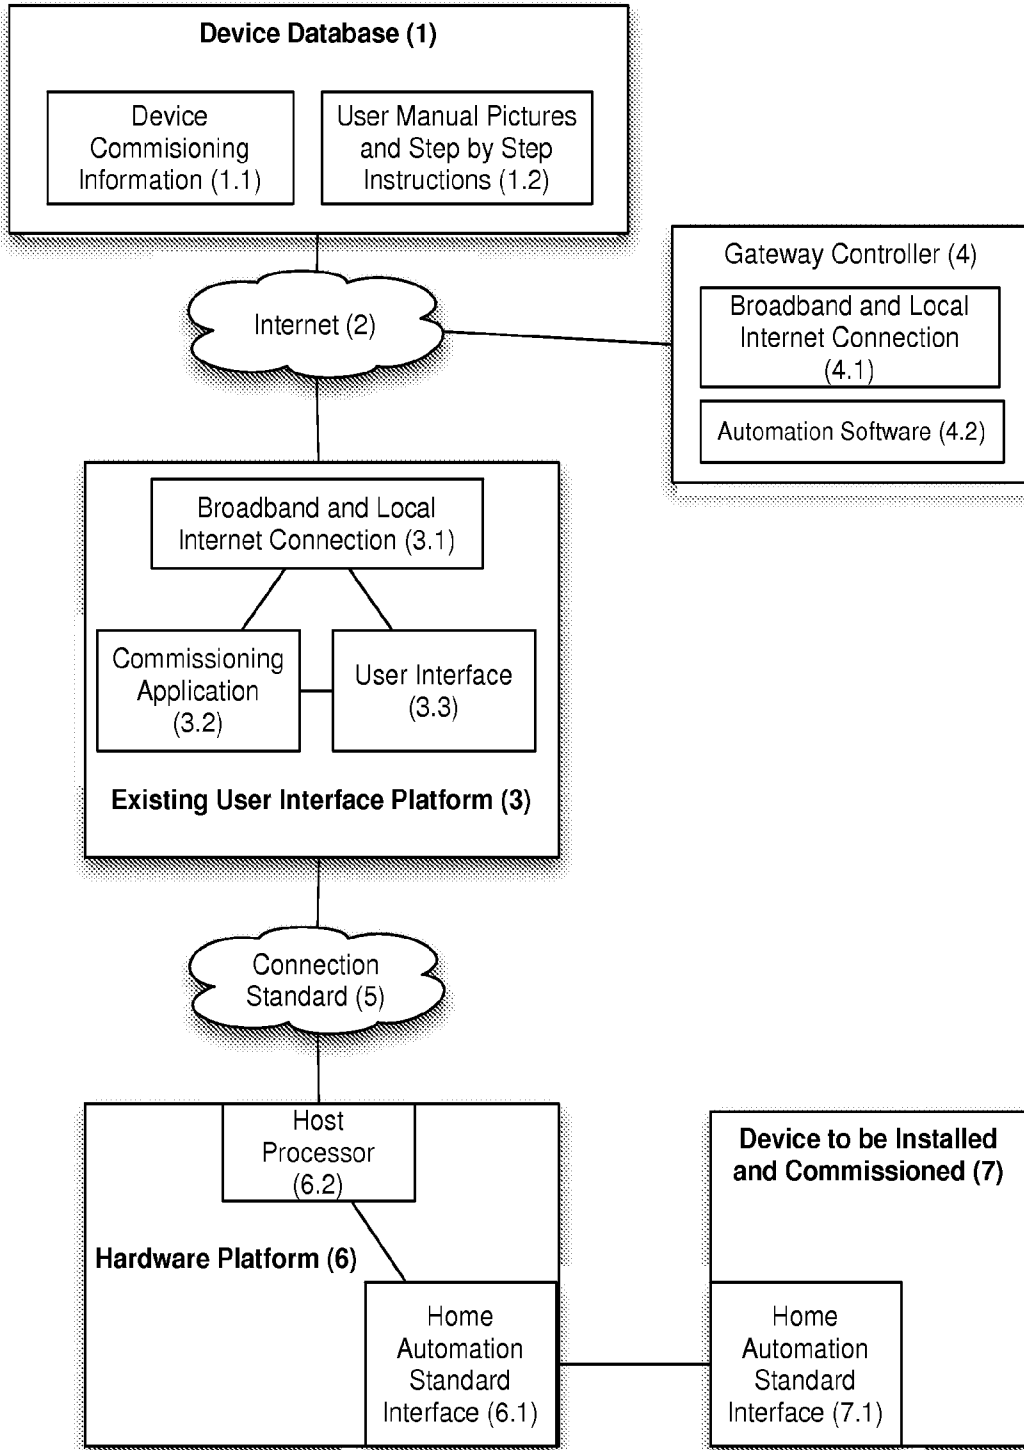 Device Database (1)
Device
Commisioning
Information (1.1)
User Manual Pictures
and Step by Step
Instructions (1.2)
Internet (2)
Gateway Controller (4)
Broadband and Local
Internet Connection
(4.1)
Automation Software (4.2)
Broadband and Local
Internet Connection (3.1)
Commissioning
Application
(3.2)
User Interface
(3.3)
Existing User Interface Platform (3)
Connection
Standard (5)
Host
Processor
(6.2)
Hardware Platform (6)
Home
Automation
Standard
Interface (6.1)
Device to be Installed
and Commissioned (7)
Home
Automation
Standard
Interface (7.1)